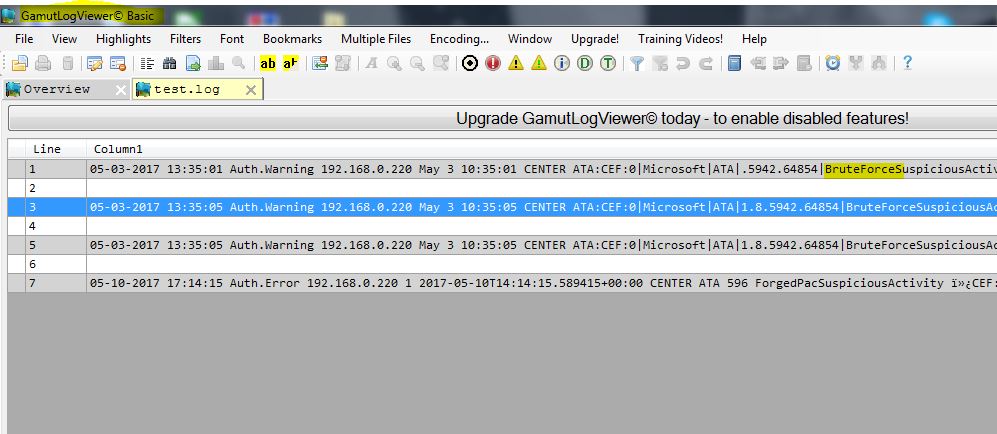 GamutLogViewer© Basic
File View Highlights Filters Font Bookmarks Multiple Files Encoding... Window Upgrade! Training Videos! Help
Overview test.log
Upgrade GamutLogViewer© today - to enable disabled features!
Line Column1
1 05-03-2017 13:35:01 Auth.Warning 192.168.0.220 May 3 10:35:01 CENTER ATA:CEF:0|Microsoft|ATA|.5942.64854|BruteForceSuspiciousActiv
2
3 05-03-2017 13:35:05 Auth.Warning 192.168.0.220 May 3 10:35:05 CENTER ATA:CEF:0|Microsoft|ATA|1.8.5942.64854|BruteForceSuspiciousAc
4
5 05-03-2017 13:35:05 Auth.Warning 192.168.0.220 May 3 10:35:05 CENTER ATA:CEF:0|Microsoft|ATA|1.8.5942.64854|BruteForceSuspiciousAc
6
7 05-10-2017 17:14:15 Auth.Error 192.168.0.220 1 2017-05-10T14:14:15.589415+00:00 CENTER ATA 596 ForgedPacSuspiciousActivity ï»¿CEF: